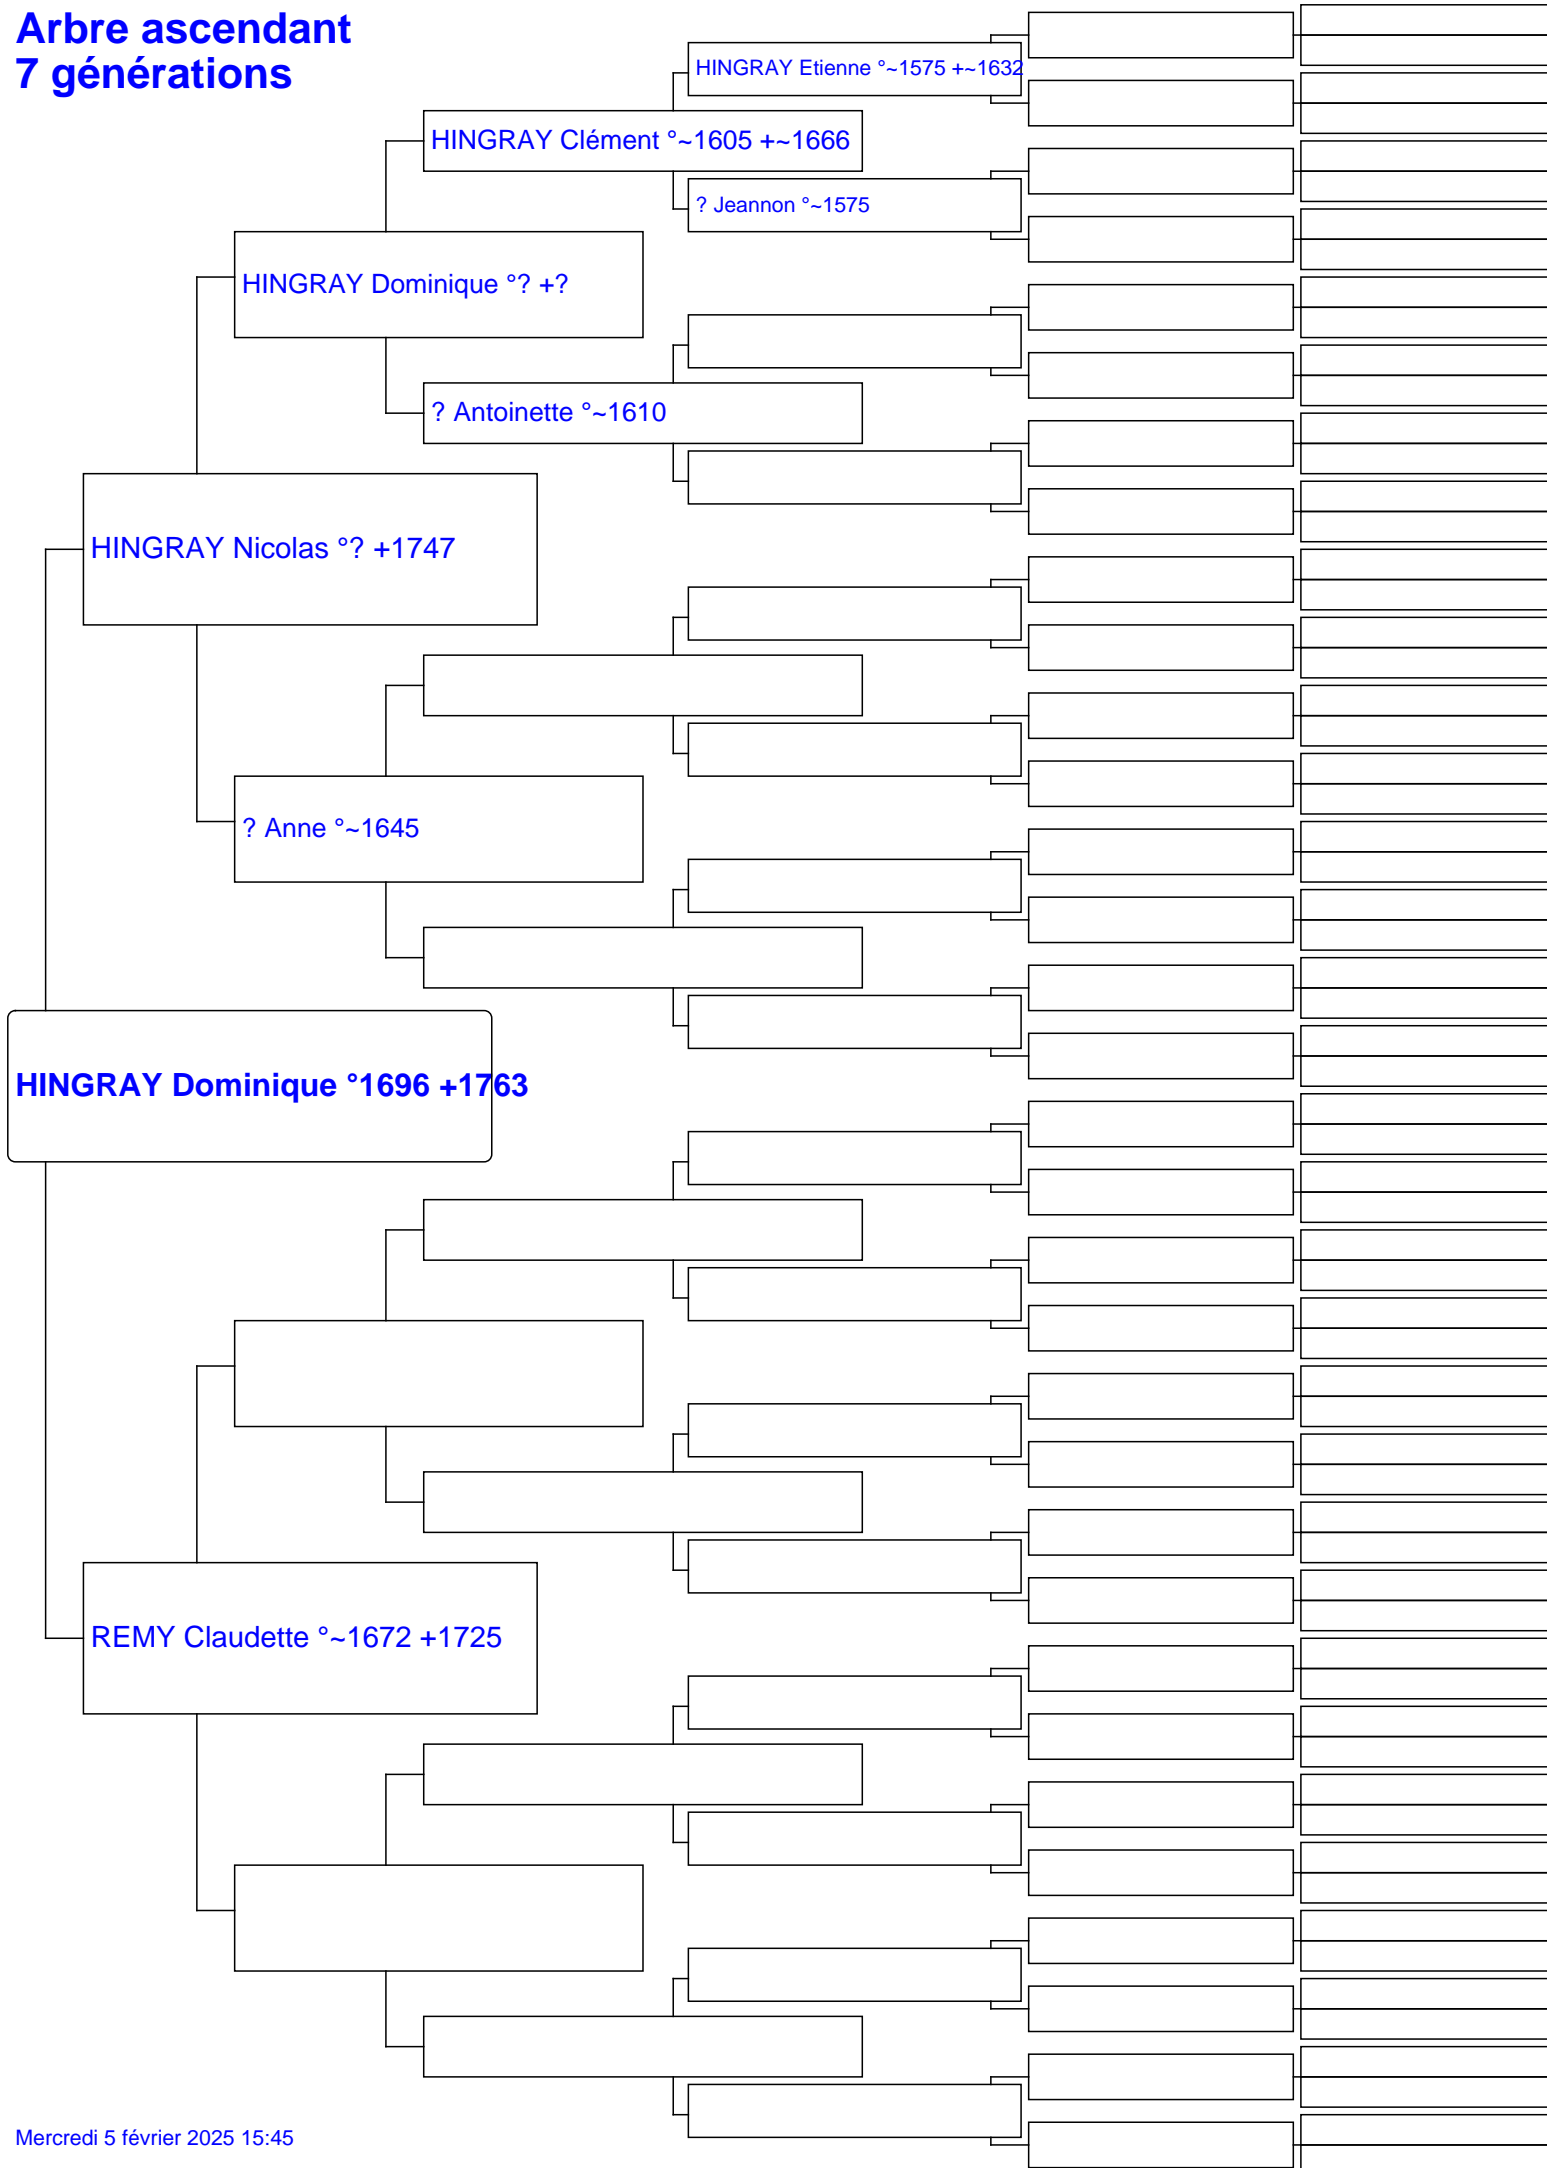 Arbre ascendant
7 générations
HINGRAY Etienne °~1575 +~1632
HINGRAY Clément °~1605 +~1666
? Jeannon °~1575
HINGRAY Dominique °? +?
? Antoinette °~1610
HINGRAY Nicolas °? +1747
? Anne °~1645
HINGRAY Dominique °1696 +1763
REMY Claudette °~1672 +1725
Mercredi 5 février 2025 15:45